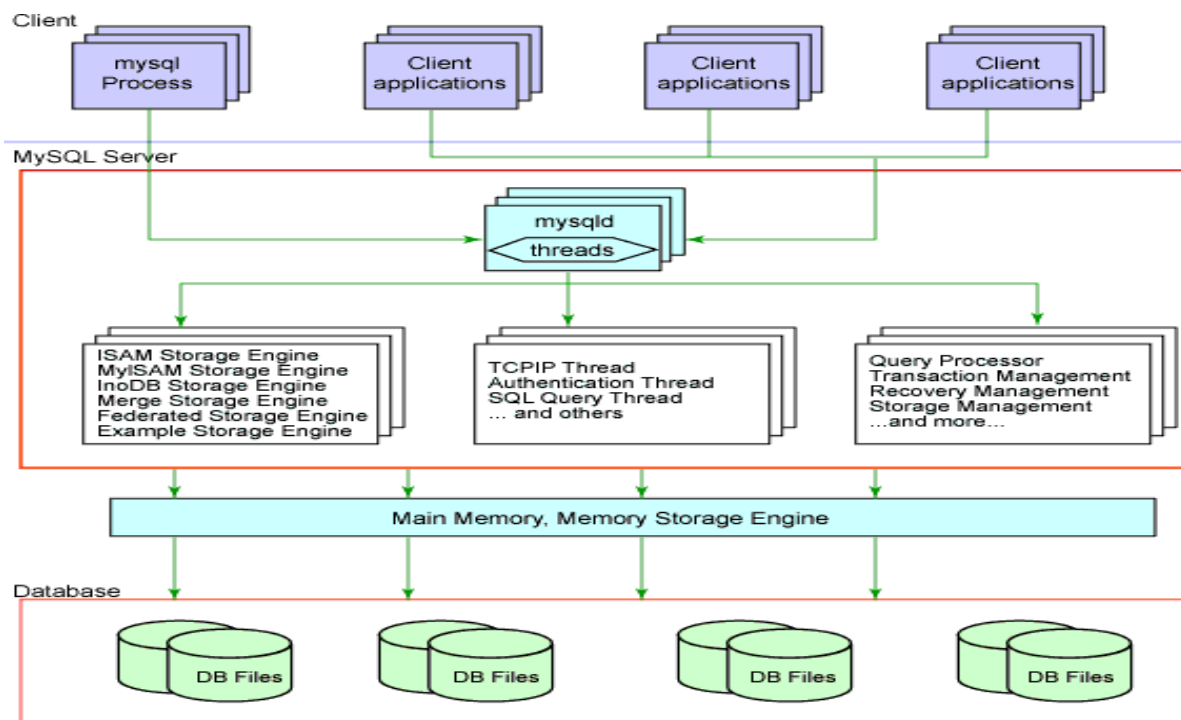 Client
mysql
Process
Client
applications
Client
applications
Client
applications
MySQL Server
mysqld
threads
ISAM Storage Engine
MyISAM Storage Engine
InoDB Storage Engine
Merge Storage Engine
Federated Storage Engine
Example Storage Engine
TCPIP Thread
Authentication Thread
SQL Query Thread
... and others
Query Processor
Transaction Management
Recovery Management
Storage Management
...and more...
Main Memory, Memory Storage Engine
Database
DB Files
DB Files
DB Files
DB Files